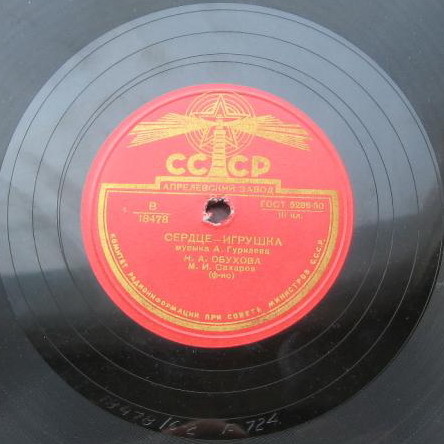 СССР
АПРЕЛЕВСКИЙ ЗАВОД
В
18478
ГОСТ 5289-50
III кл.
СЕРДЦЕ—ИГРУШКА
музыка А. Гурилева
Н. А. ОБУХОВА
М. И. Сахаров
(ф-но)
КОМИТЕТ РАДИОИНФОРМАЦИИ ПРИ СОВЕТЕ МИНИСТРОВ СССР